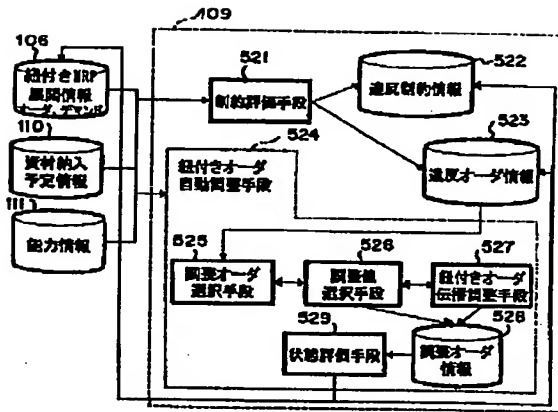 109
106
紐付きMRP
展開情報
オーダ,デマンド
110
資材納入
予定情報
111
能力情報
521
制約評価手段
522
違反制約情報
523
違反オーダ情報
524
紐付きオーダ
自動調整手段
525
調整オーダ
選択手段
526
調整値
選択手段
527
紐付きオーダ
伝播調整手段
528
調整オーダ
情報
529
状態評価手段